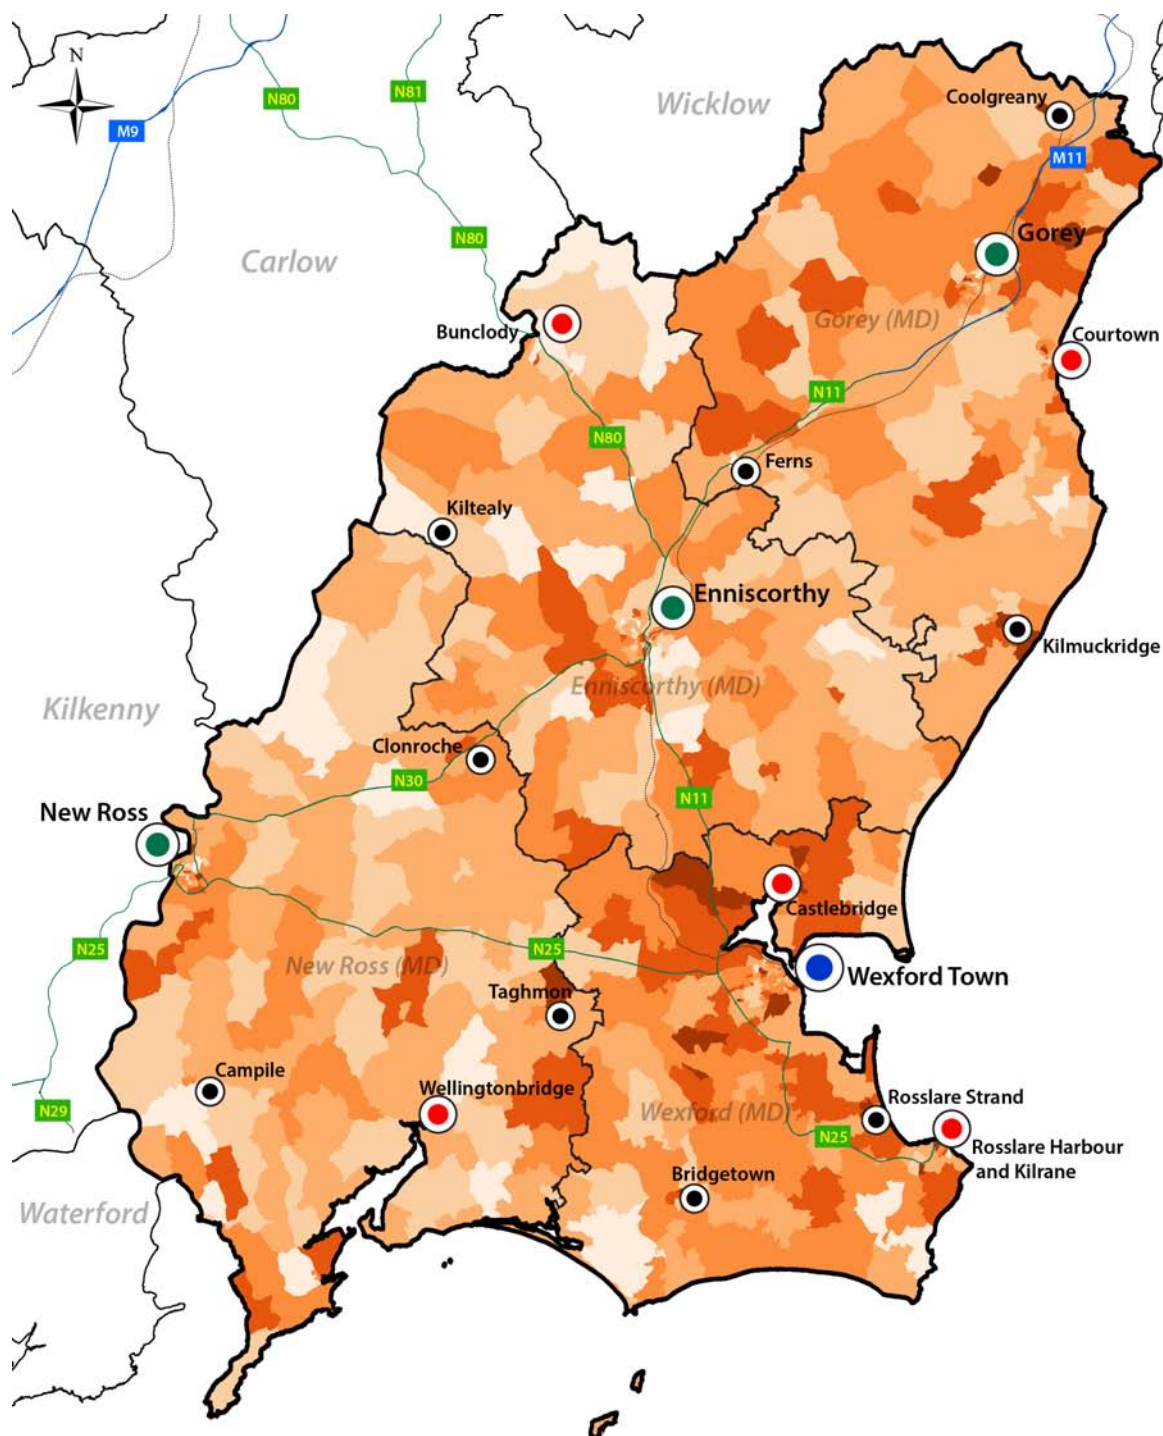 N
Wicklow
Coolgreany
N80
N81
M9
M11
Gorey
N80
Carlow
Gorey (MD)
Bunclody
Courtown
N11
N80
Ferns
Kiltealy
Enniscorthy
Kilmuckridge
Enniscorthy (MD)
Kilkenny
Clonroche
N30
N11
New Ross
Castlebridge
N25
N25
New Ross (MD)
Wexford Town
Taghmon
Campile
Wellingtonbridge
Rosslare Strand
N29
Wexford (MD)
N25
Rosslare Harbour
and Kilrane
Bridgetown
Waterford